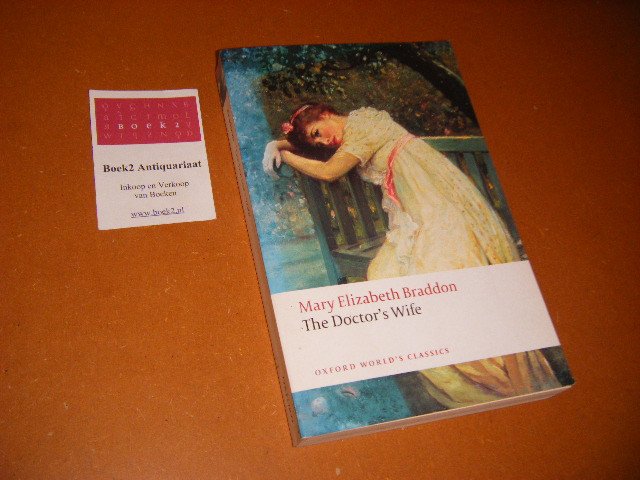 BOEK2
Boek2 Antiquariaat
Inkoop en Verkoop
van Boeken
www.boek2.nl
Mary Elizabeth Braddon
The Doctor's Wife
OXFORD WORLD'S CLASSICS